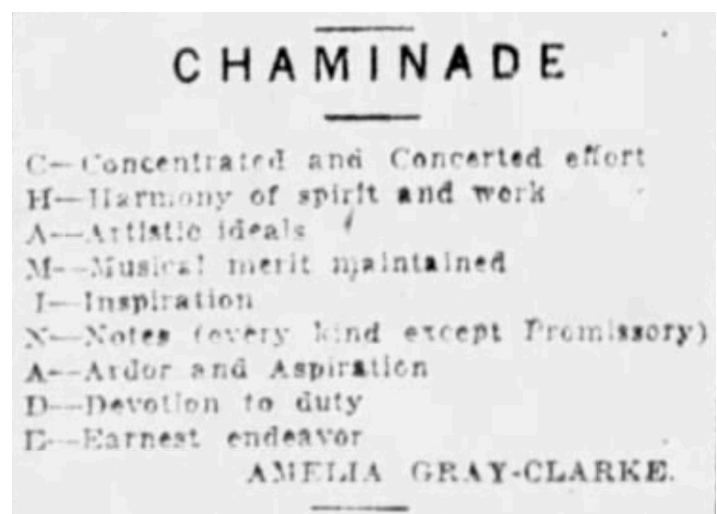 CHAMINADE
C—Concentrated and Concerted effort
H—Harmony of spirit and work
A—Artistic ideals
M—Musical merit maintained
I—Inspiration
N—Notes (every kind except Promissory)
A—Ardor and Aspiration
D—Devotion to duty
E—Earnest endeavor
AMELIA GRAY-CLARKE.